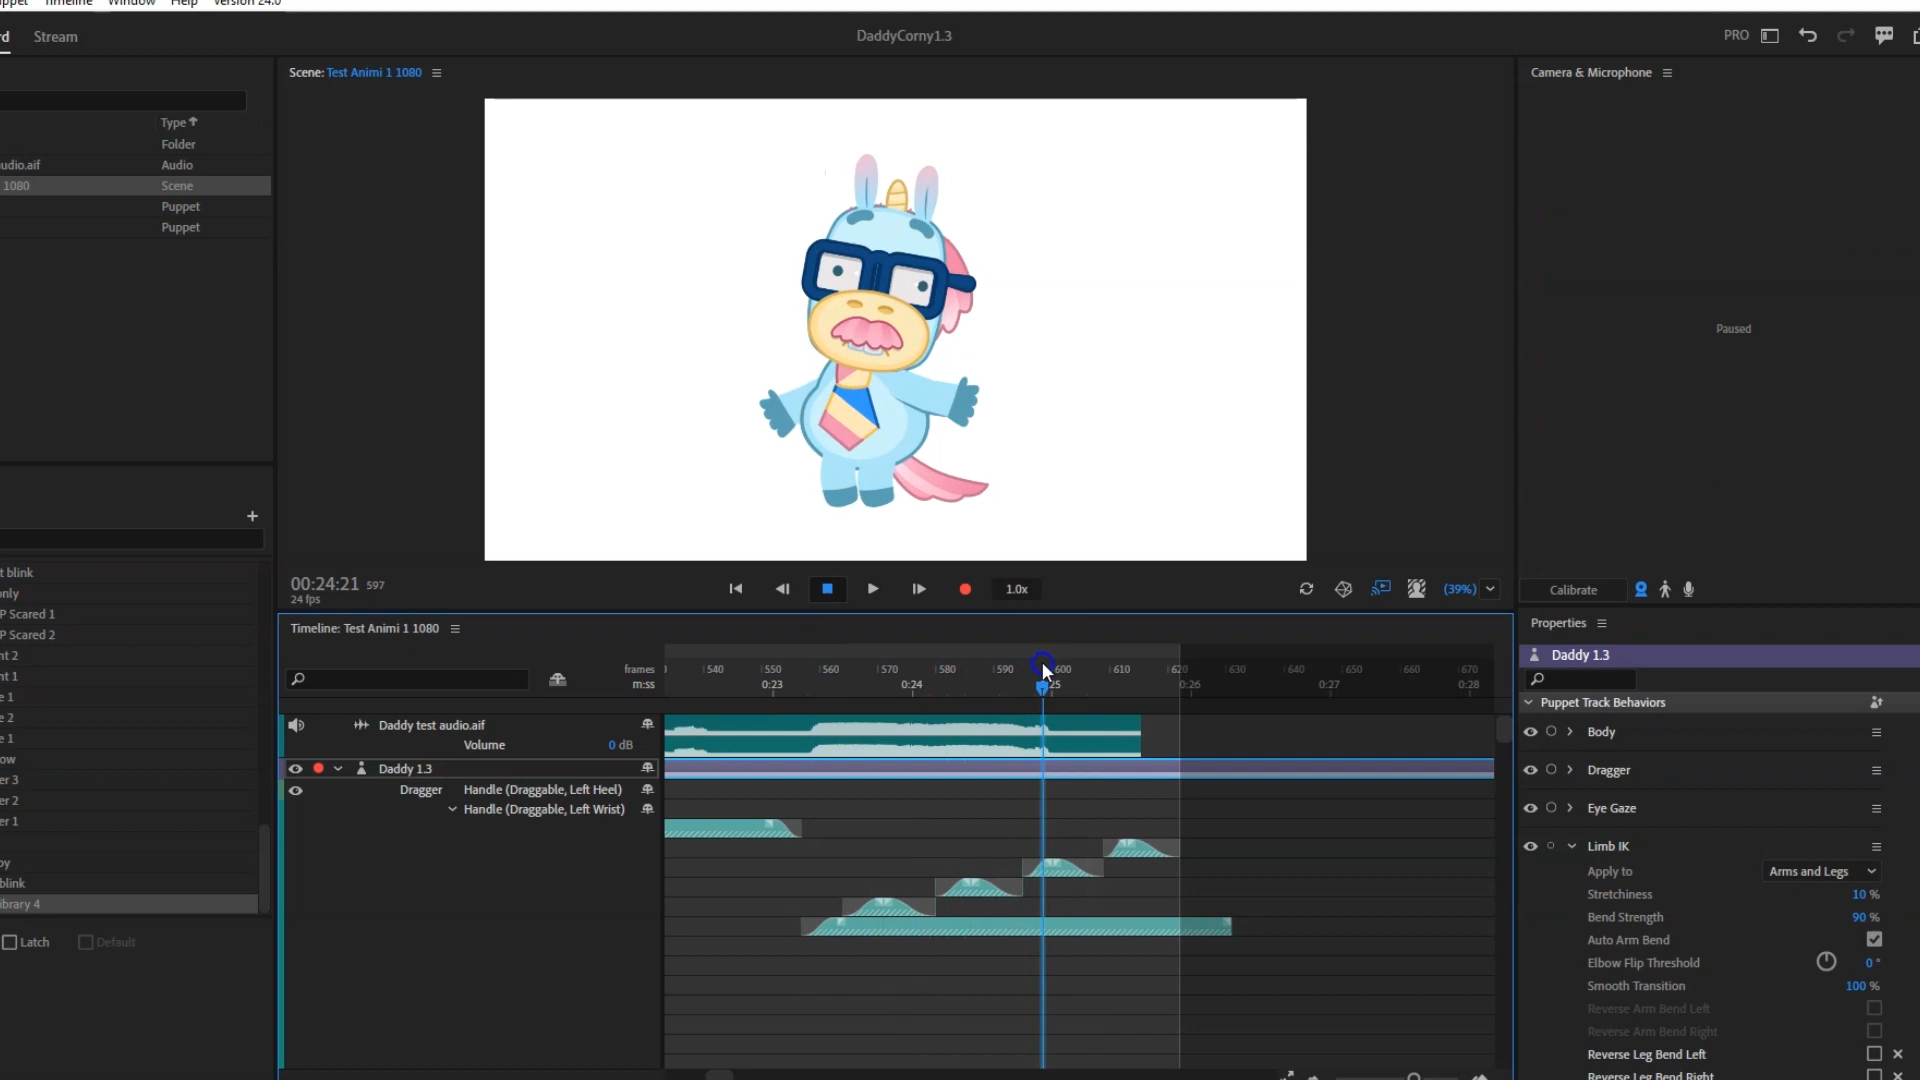 Timeline Window Help Version 24.0
Stream
DaddyCorny1.3
PRO
Scene: Test Animi 1 1080
Camera & Microphone
Type
Folder
udio.aif Audio
1080 Scene
Puppet
Puppet
Paused
t blink
only
P Scared 1
P Scared 2
nt 2
nt 1
e 1
e 2
e 1
ow
er 3
er 2
er 1
oy
blink
ibrary 4
Latch Default
00:24:21 597
24 fps
1.0x
(39%)
Calibrate
Timeline: Test Animi 1 1080
frames
m:ss
540 550 560 570 580 590 600 610 620 630 640 650 660 670
0:23 0:24 25 0:26 0:27 0:28
Daddy test audio.aif
Volume 0 dB
Daddy 1.3
Dragger Handle (Draggable, Left Heel)
Handle (Draggable, Left Wrist)
Properties
Daddy 1.3
Puppet Track Behaviors
Body
Dragger
Eye Gaze
Limb IK
Apply to Arms and Legs
Stretchiness 10 %
Bend Strength 90 %
Auto Arm Bend
Elbow Flip Threshold 0 °
Smooth Transition 100 %
Reverse Arm Bend Left
Reverse Arm Bend Right
Reverse Leg Bend Left
Reverse Leg Bend Right